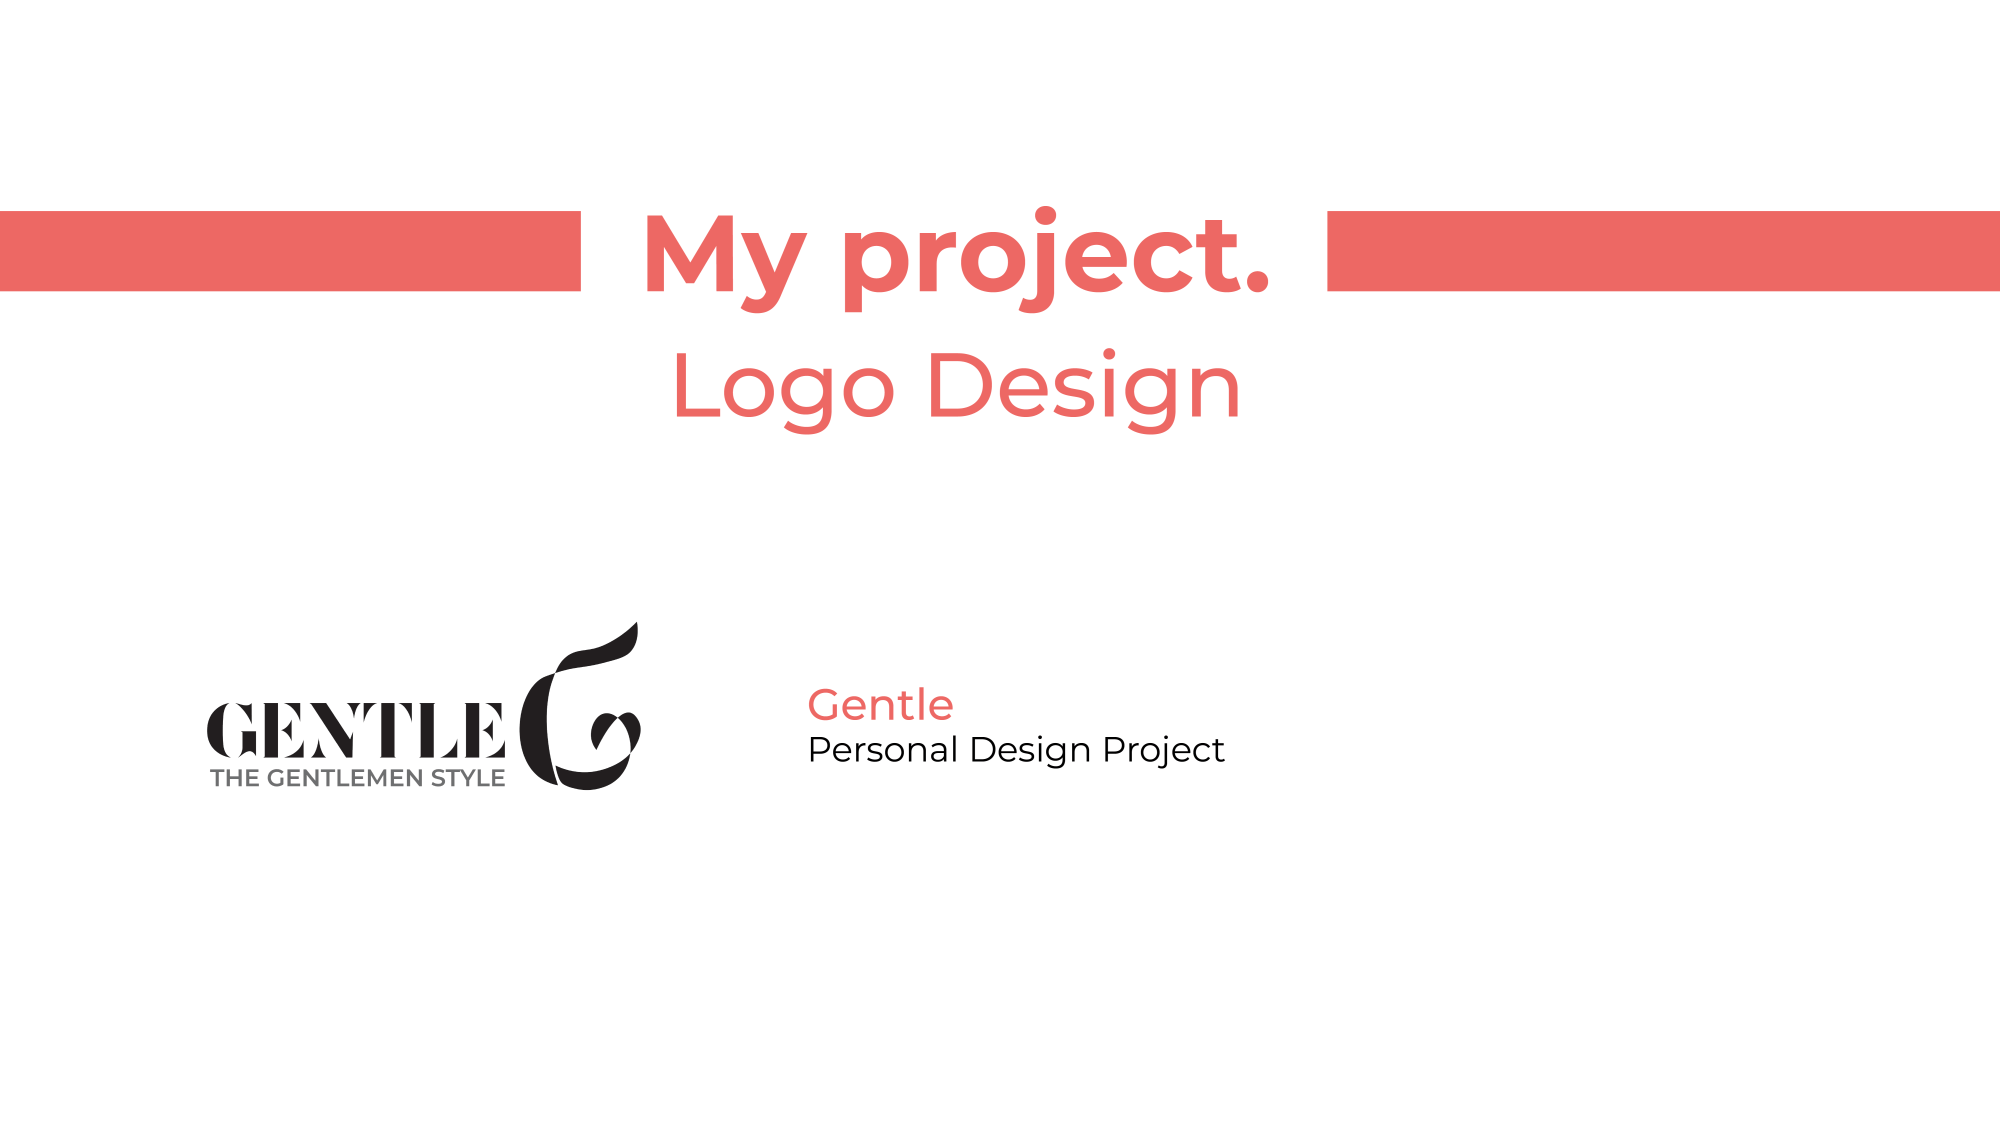 My project.
Logo Design
GENTLE G
THE GENTLEMEN STYLE
Gentle
Personal Design Project